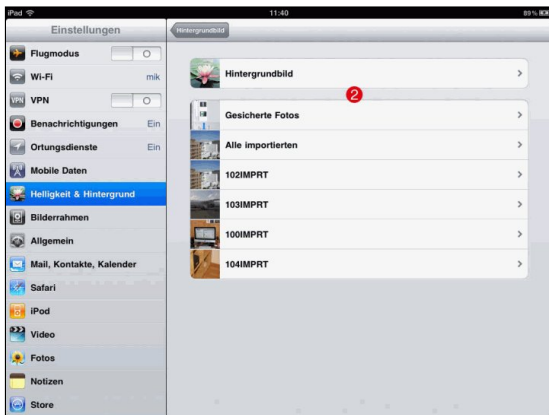 iPad
11:40
89 %
Einstellungen
Hintergrundbild
Flugmodus
Wi-Fi mik
VPN VPN
Benachrichtigungen Ein
Ortungsdienste Ein
Mobile Daten
Helligkeit & Hintergrund
Bilderrahmen
Allgemein
Mail, Kontakte, Kalender
Safari
iPod
Video
Fotos
Notizen
Store
Hintergrundbild
2
Gesicherte Fotos
Alle importierten
102IMPRT
103IMPRT
100IMPRT
104IMPRT